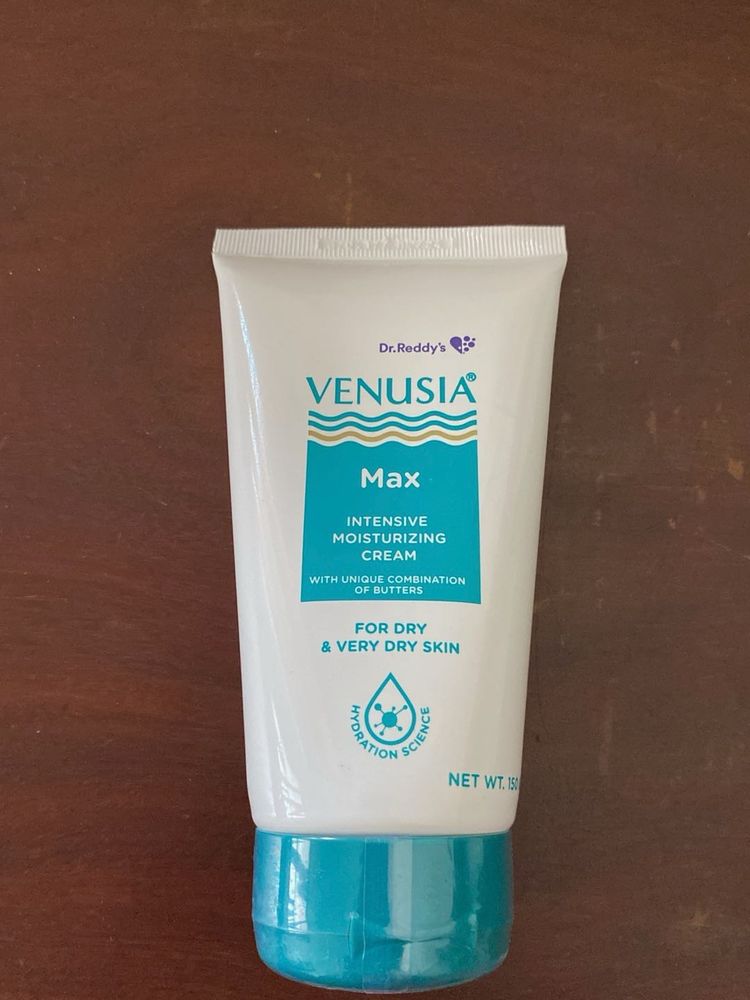 Dr.Reddy's
VENUSIA®
Max
INTENSIVE
MOISTURIZING
CREAM
WITH UNIQUE COMBINATION
OF BUTTERS
FOR DRY
& VERY DRY SKIN
HYDRATION SCIENCE
NET WT. 150